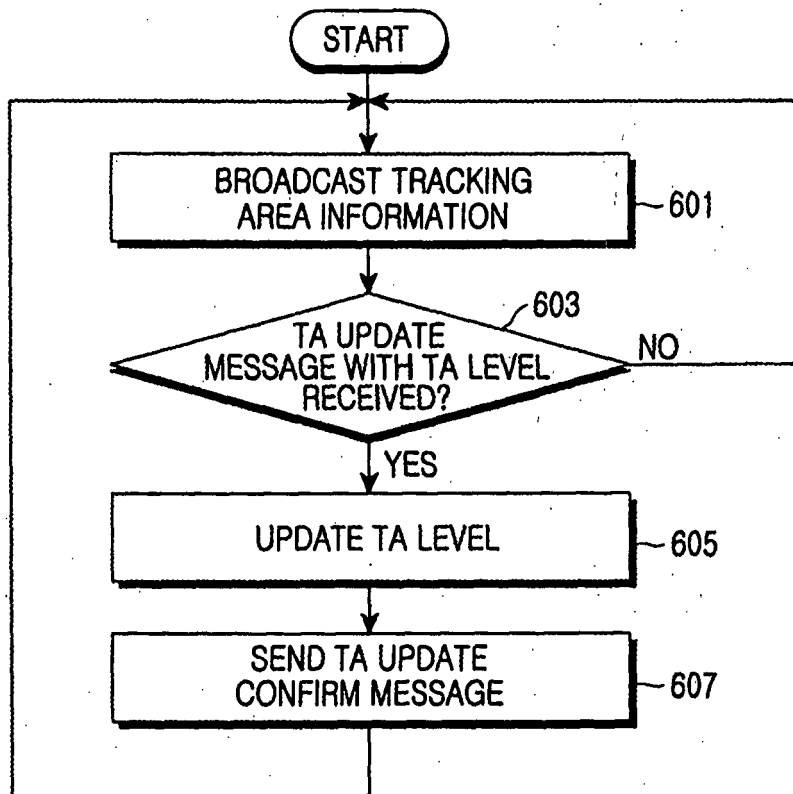 START
BROADCAST TRACKING
AREA INFORMATION
601
603
TA UPDATE
MESSAGE WITH TA LEVEL
RECEIVED?
NO
YES
UPDATE TA LEVEL
605
SEND TA UPDATE
CONFIRM MESSAGE
607